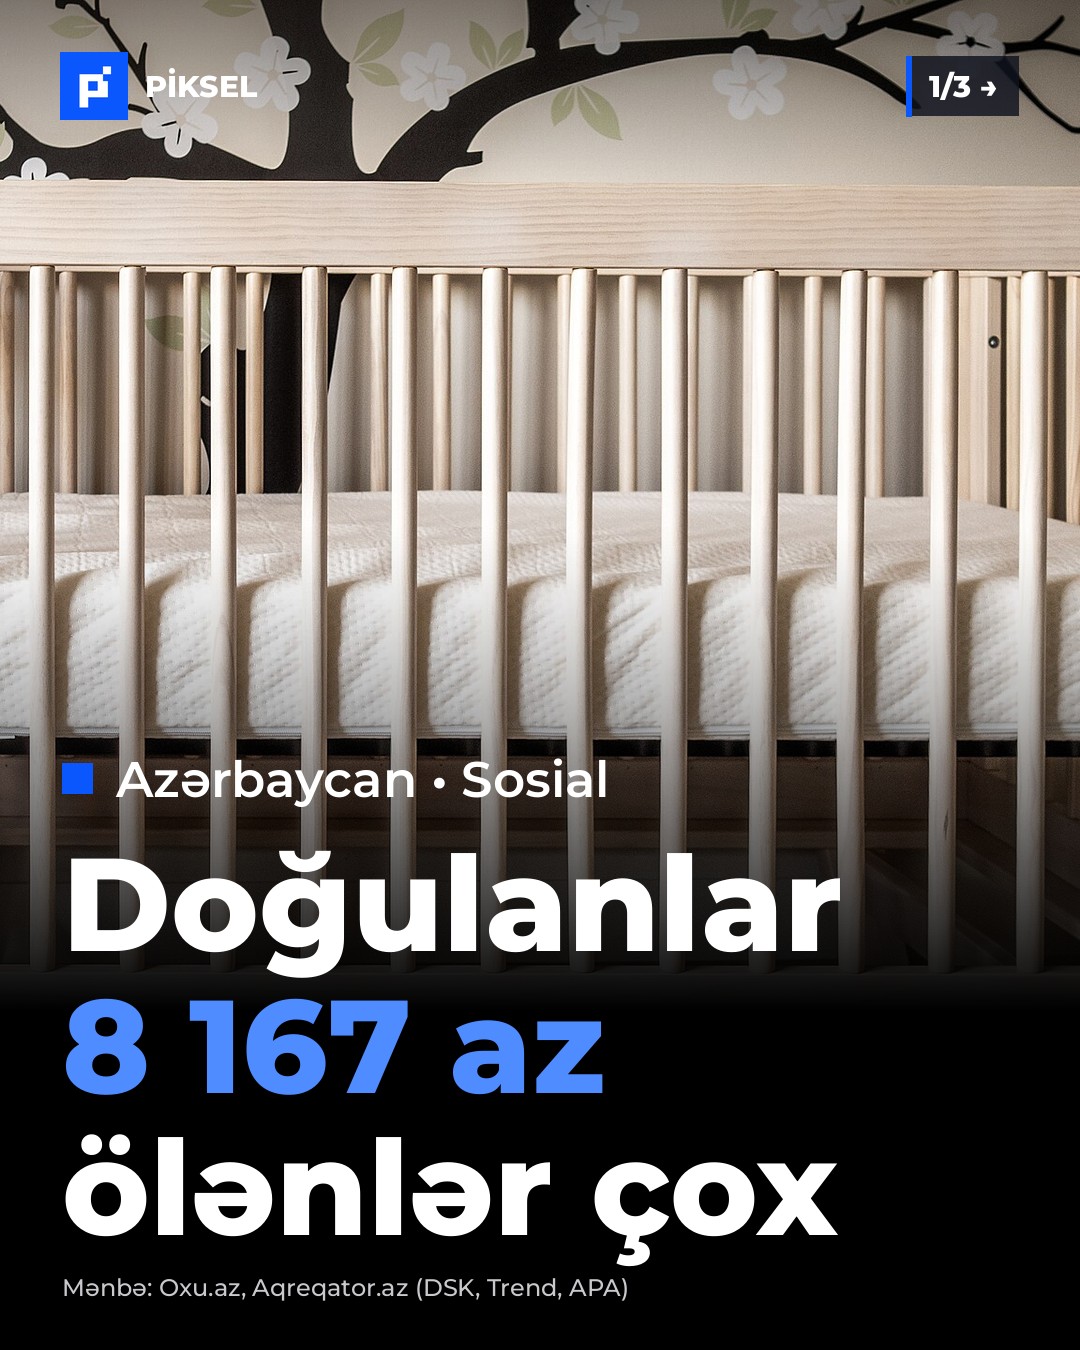 PİKSEL
1/3 →
Azərbaycan • Sosial
Doğulanlar
8 167 az
ölənlər çox
Mənbə: Oxu.az, Aqreqator.az (DSK, Trend, APA)